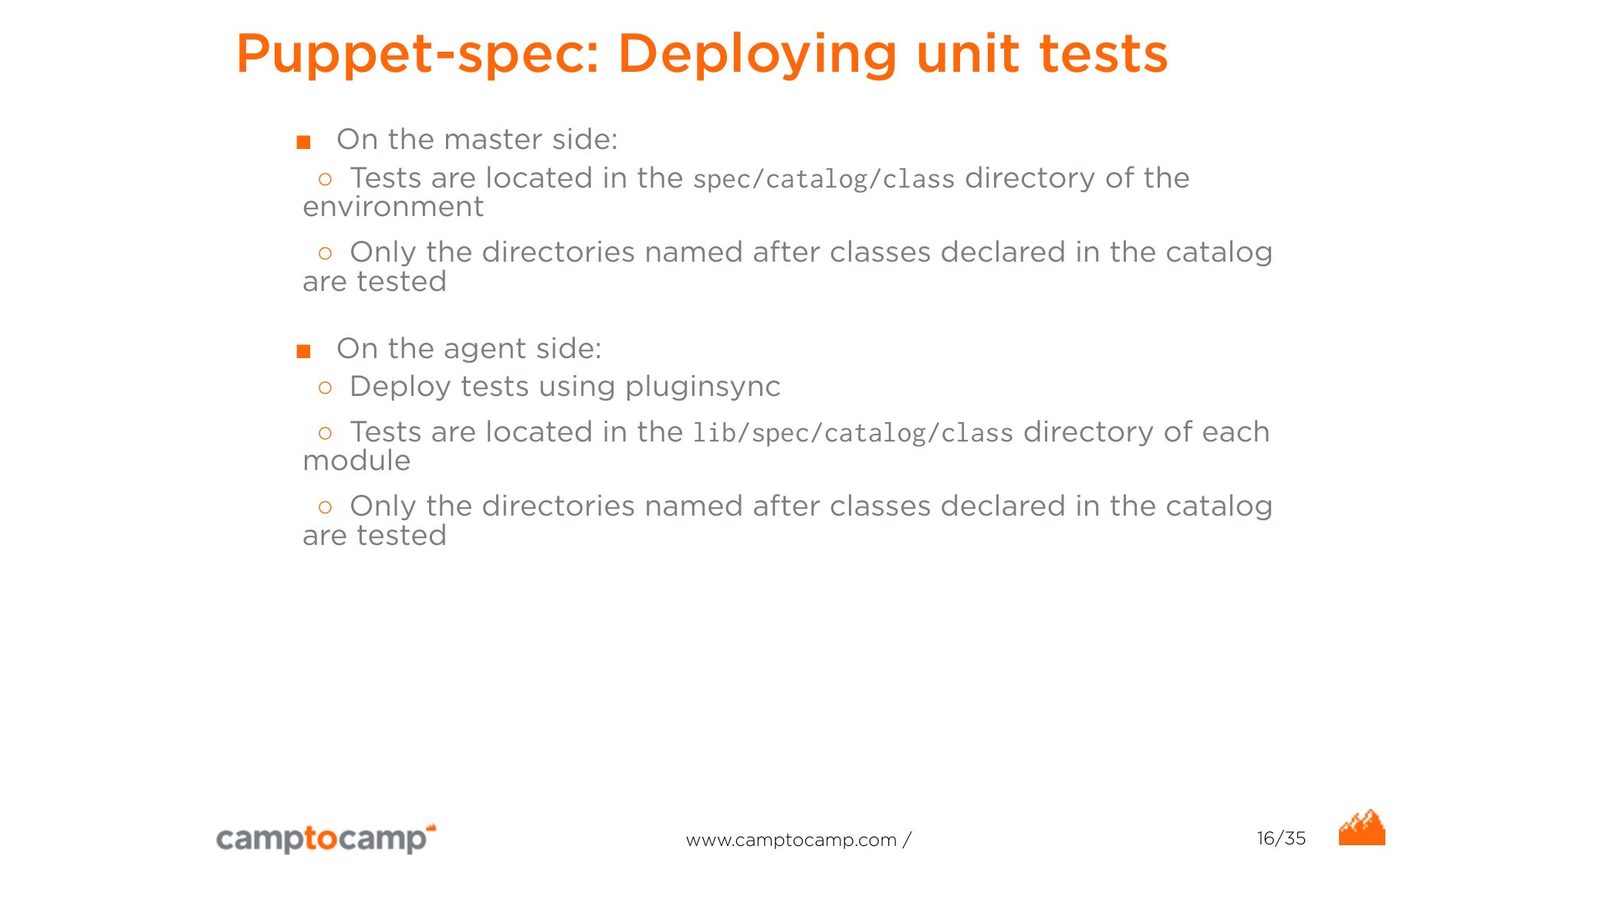 Puppet-spec: Deploying unit tests
■ On the master side:
○ Tests are located in the spec/catalog/class directory of the
environment
○ Only the directories named after classes declared in the catalog
are tested
■ On the agent side:
○ Deploy tests using pluginsync
○ Tests are located in the lib/spec/catalog/class directory of each
module
○ Only the directories named after classes declared in the catalog
are tested
camptocamp
www.camptocamp.com /
16/35